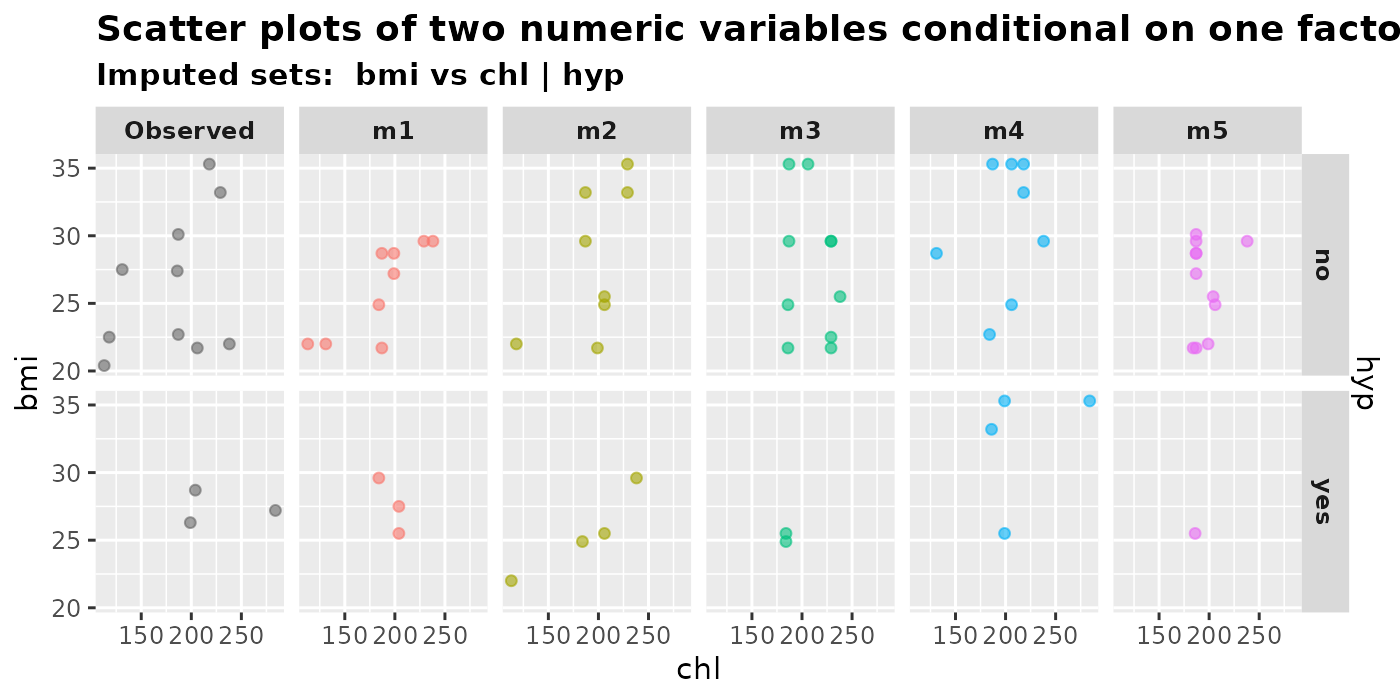 Scatter plots of two numeric variables conditional on one facto
Imputed sets:  bmi vs chl | hyp
Observed m1 m2 m3 m4 m5
35
30
25
20
no
bmi
hyp
35
30
25
20
yes
150 200 250 150 200 250 150 200 250 150 200 250 150 200 250 150 200 250
chl